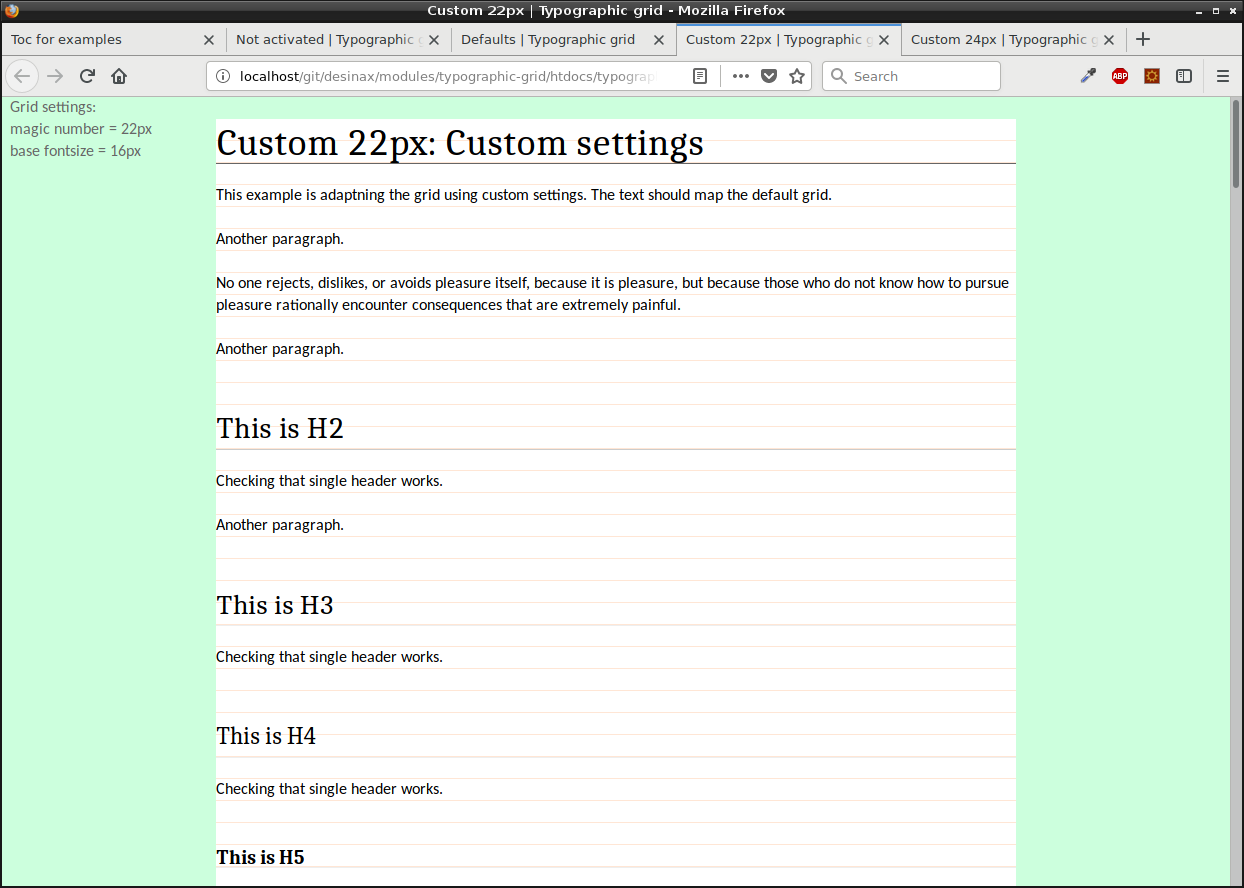 Custom 22px | Typographic grid - Mozilla Firefox
Toc for examples
Not activated | Typographic
Defaults | Typographic grid
Custom 22px | Typographic g
Custom 24px | Typographic g
localhost/git/desinax/modules/typographic-grid/htdocs/typograp
Search
ABP
Grid settings:
magic number = 22px
base fontsize = 16px
Custom 22px: Custom settings
This example is adaptning the grid using custom settings. The text should map the default grid.
Another paragraph.
No one rejects, dislikes, or avoids pleasure itself, because it is pleasure, but because those who do not know how to pursue
pleasure rationally encounter consequences that are extremely painful.
Another paragraph.
This is H2
Checking that single header works.
Another paragraph.
This is H3
Checking that single header works.
This is H4
Checking that single header works.
This is H5